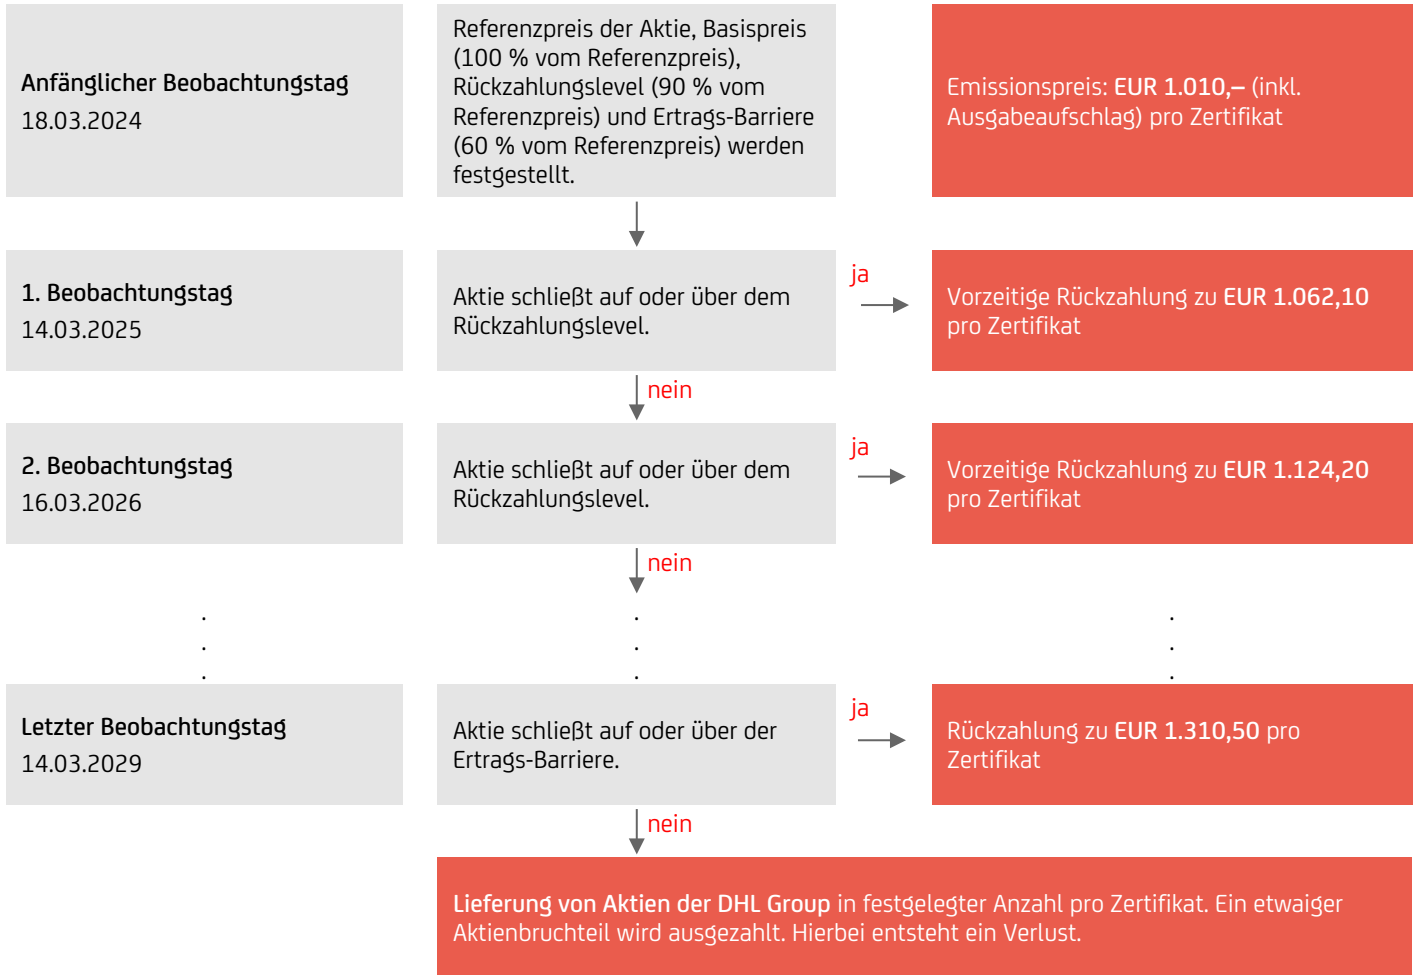 Anfänglicher Beobachtungstag
18.03.2024
Referenzpreis der Aktie, Basispreis
(100 % vom Referenzpreis),
Rückzahlungslevel (90 % vom
Referenzpreis) und Ertrags-Barriere
(60 % vom Referenzpreis) werden
festgestellt.
Emissionspreis: EUR 1.010,– (inkl.
Ausgabeaufschlag) pro Zertifikat
1. Beobachtungstag
14.03.2025
Aktie schließt auf oder über dem
Rückzahlungslevel.
ja
Vorzeitige Rückzahlung zu EUR 1.062,10
pro Zertifikat
nein
2. Beobachtungstag
16.03.2026
Aktie schließt auf oder über dem
Rückzahlungslevel.
ja
Vorzeitige Rückzahlung zu EUR 1.124,20
pro Zertifikat
nein
. . .
. . .
. . .
Letzter Beobachtungstag
14.03.2029
Aktie schließt auf oder über der
Ertrags-Barriere.
ja
Rückzahlung zu EUR 1.310,50 pro
Zertifikat
nein
Lieferung von Aktien der DHL Group in festgelegter Anzahl pro Zertifikat. Ein etwaiger
Aktienbruchteil wird ausgezahlt. Hierbei entsteht ein Verlust.